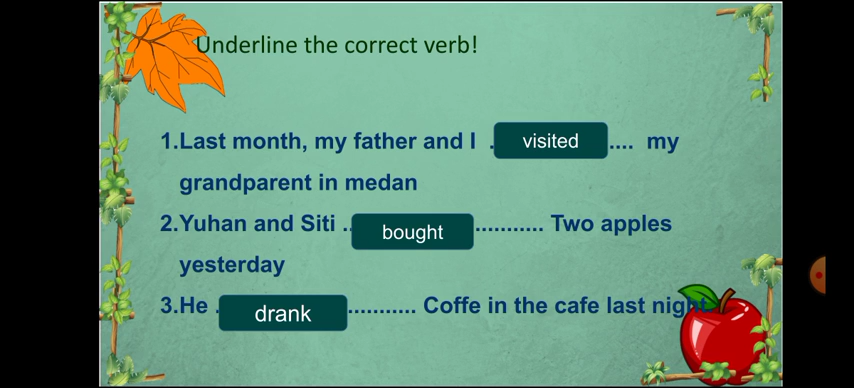 Underline the correct verb!
1.Last month, my father and I . visited .... my
grandparent in medan
2.Yuhan and Siti .. bought ........... Two apples
yesterday
3.He . drank ........... Coffe in the cafe last night.